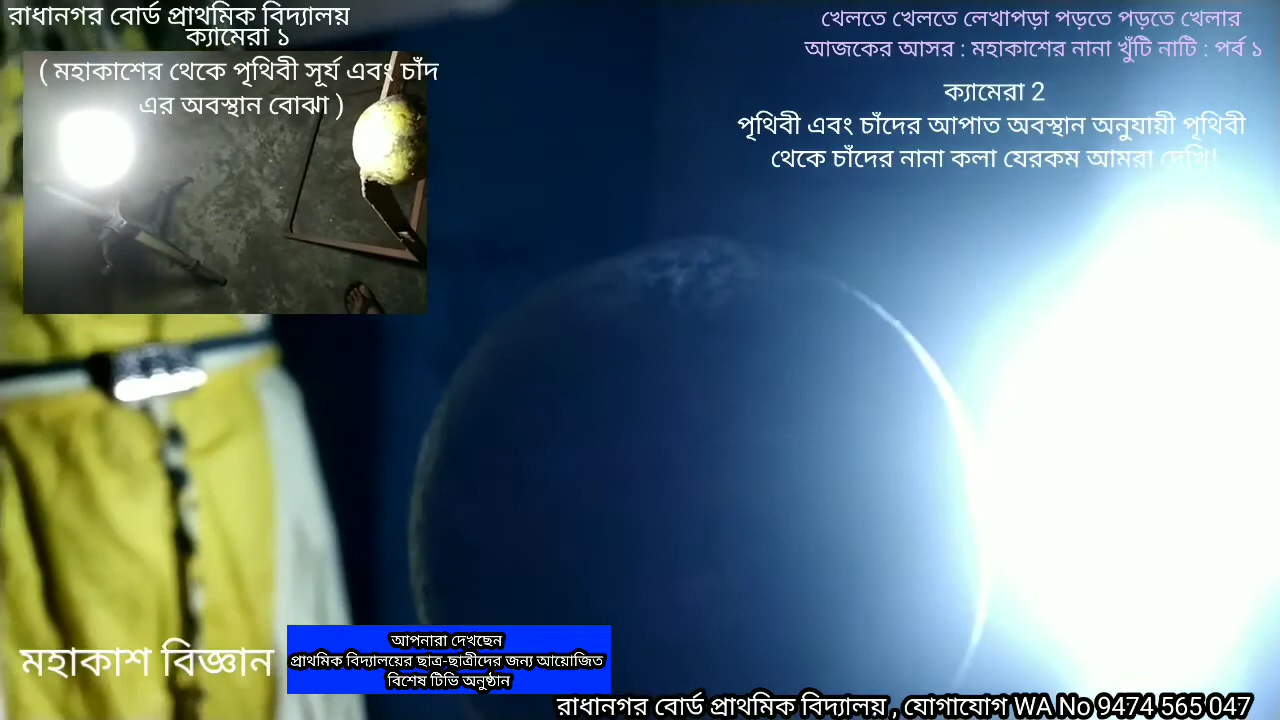 রাধানগর বোর্ড প্রাথমিক বিদ্যালয়
ক্যামেরা ১
( মহাকাশের থেকে পৃথিবী সূর্য এবং চাঁদ
এর অবস্থান বোঝা )
খেলতে খেলতে লেখাপড়া পড়তে পড়তে খেলার
আজকের আসর : মহাকাশের নানা খুঁটি নাটি : পর্ব ১
ক্যামেরা 2
পৃথিবী এবং চাঁদের আপাত অবস্থান অনুযায়ী পৃথিবী
থেকে চাঁদের নানা কলা যেরকম আমরা দেখি!
মহাকাশ বিজ্ঞান
আপনারা দেখছেন
প্রাথমিক বিদ্যালয়ের ছাত্র-ছাত্রীদের জন্য আয়োজিত
বিশেষ টিভি অনুষ্ঠান
রাধানগর বোর্ড প্রাথমিক বিদ্যালয় , যোগাযোগ WA No 9474 565 047